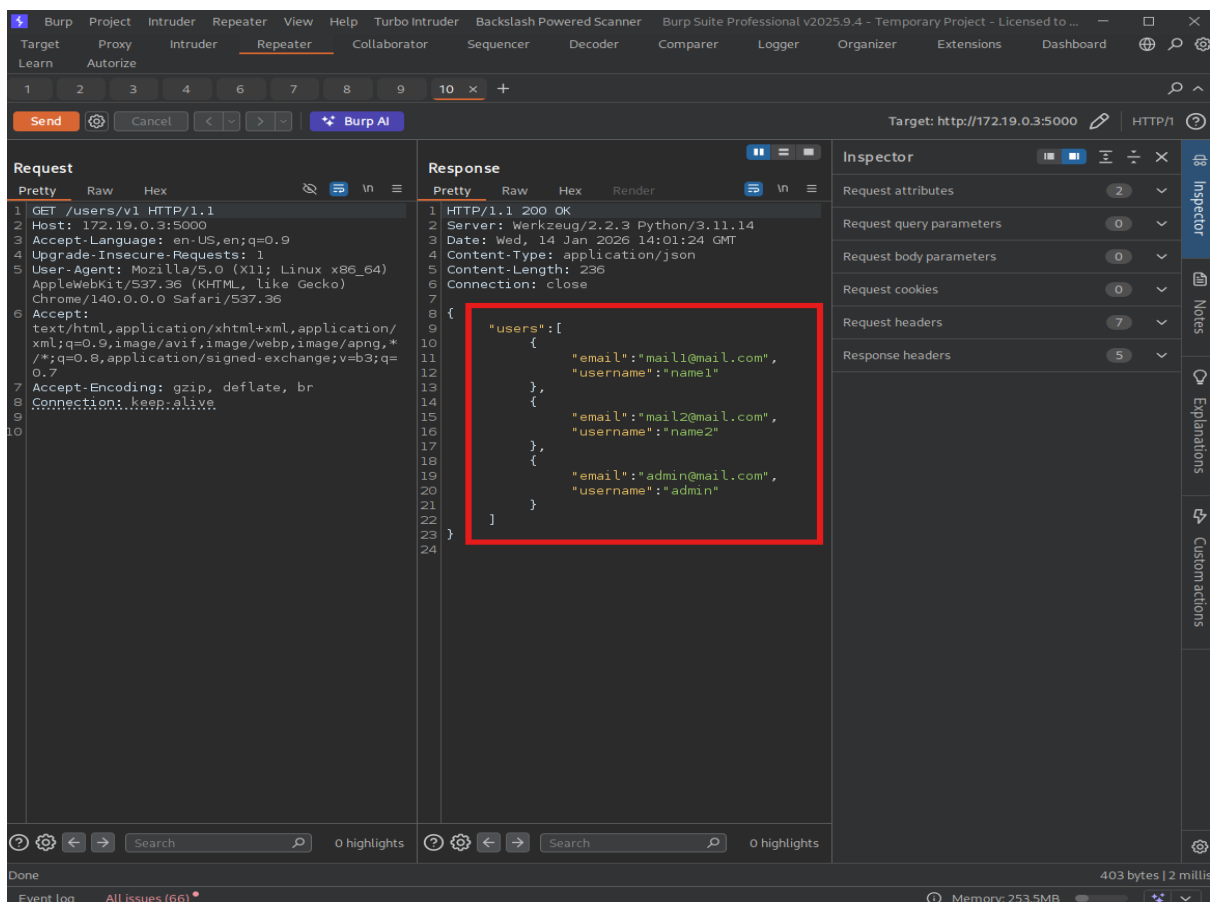 Burp Project Intruder Repeater View Help Turbo Intruder Backslash Powered Scanner Burp Suite Professional v2025.9.4 - Temporary Project - Licensed to ...
Target Proxy Intruder Repeater Collaborator Sequencer Decoder Comparer Logger Organizer Extensions Dashboard
Learn Autorize
1 2 3 4 6 7 8 9 10 × +
Send Cancel < > Burp AI Target: http://172.19.0.3:5000 HTTP/1
Request
Pretty Raw Hex \n
1 GET /users/v1 HTTP/1.1
2 Host: 172.19.0.3:5000
3 Accept-Language: en-US,en;q=0.9
4 Upgrade-Insecure-Requests: 1
5 User-Agent: Mozilla/5.0 (X11; Linux x86_64)
AppleWebKit/537.36 (KHTML, like Gecko)
Chrome/140.0.0.0 Safari/537.36
6 Accept:
text/html,application/xhtml+xml,application/
xml;q=0.9,image/avif,image/webp,image/apng,*
/*;q=0.8,application/signed-exchange;v=b3;q=
0.7
7 Accept-Encoding: gzip, deflate, br
8 Connection: keep-alive
9
10
Search 0 highlights
Response
Pretty Raw Hex Render \n
1 HTTP/1.1 200 OK
2 Server: Werkzeug/2.2.3 Python/3.11.14
3 Date: Wed, 14 Jan 2026 14:01:24 GMT
4 Content-Type: application/json
5 Content-Length: 236
6 Connection: close
7
8 {
9 "users":[
10 {
11 "email":"mail1@mail.com",
12 "username":"name1"
13 },
14 {
15 "email":"mail2@mail.com",
16 "username":"name2"
17 },
18 {
19 "email":"admin@mail.com",
20 "username":"admin"
21 }
22 ]
23 }
24
Search 0 highlights
Inspector
Request attributes 2
Request query parameters 0
Request body parameters 0
Request cookies 0
Request headers 7
Response headers 5
Inspector
Notes
Explanations
Custom actions
Done 403 bytes | 2 millis
Event log All issues (66) Memory: 253.5MB